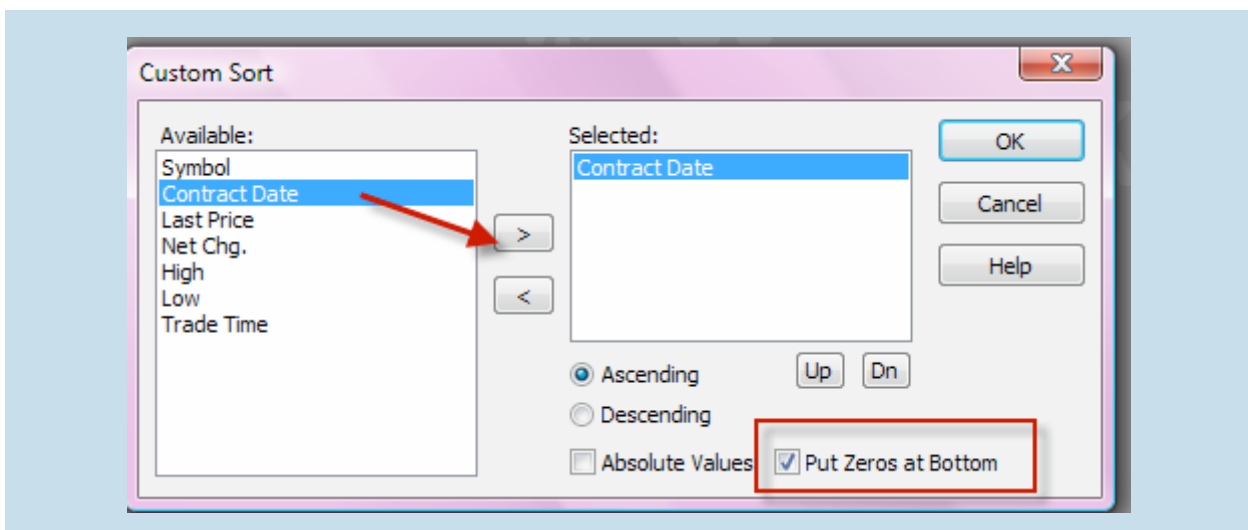 Custom Sort
X
Available:
Symbol
Contract Date
Last Price
Net Chg.
High
Low
Trade Time
>
<
Selected:
Contract Date
Ascending
Descending
Up
Dn
Absolute Values
Put Zeros at Bottom
OK
Cancel
Help